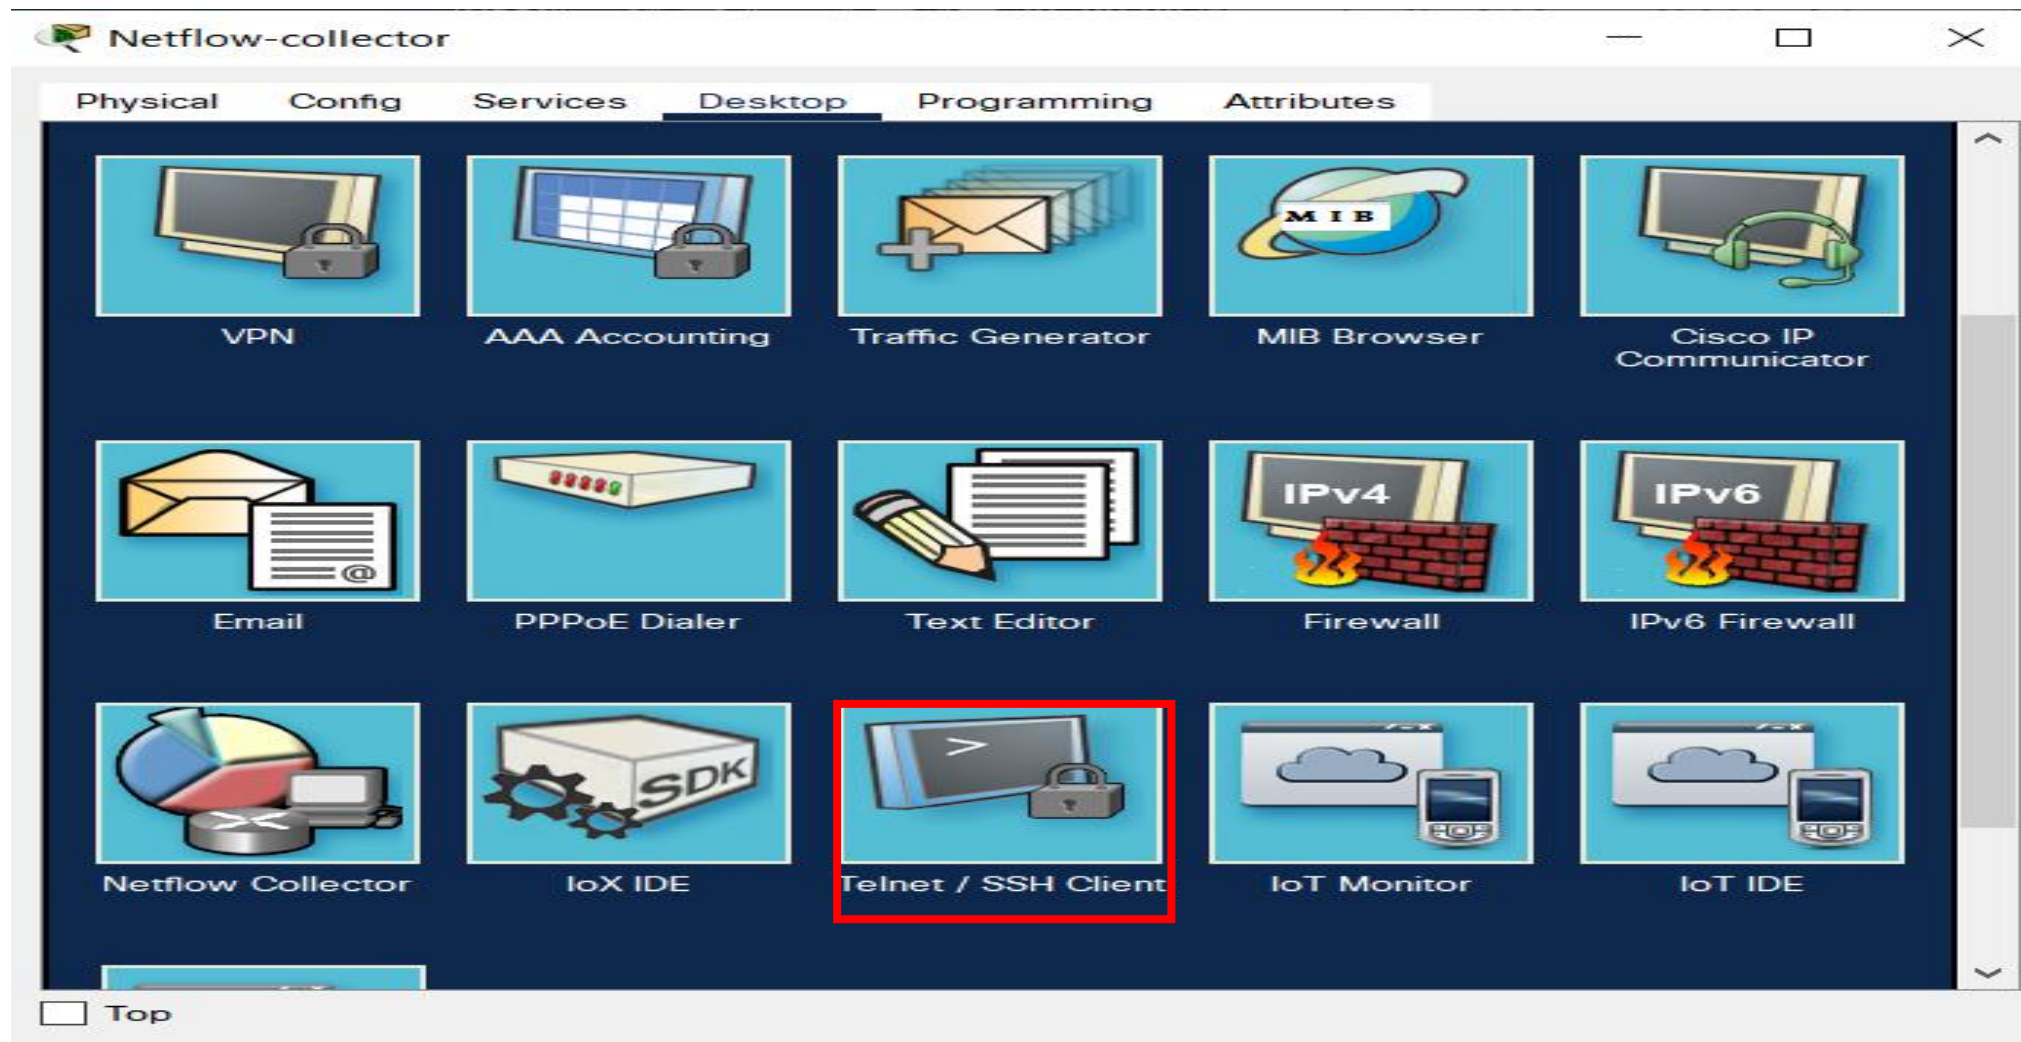 Netflow-collector
Physical Config Services Desktop Programming Attributes
MIB
VPN AAA Accounting Traffic Generator MIB Browser Cisco IP
Communicator
@
IPv4 IPv6
Email PPPoE Dialer Text Editor Firewall IPv6 Firewall
SDK
>
Netflow Collector IoX IDE Telnet / SSH Client IoT Monitor IoT IDE
Top